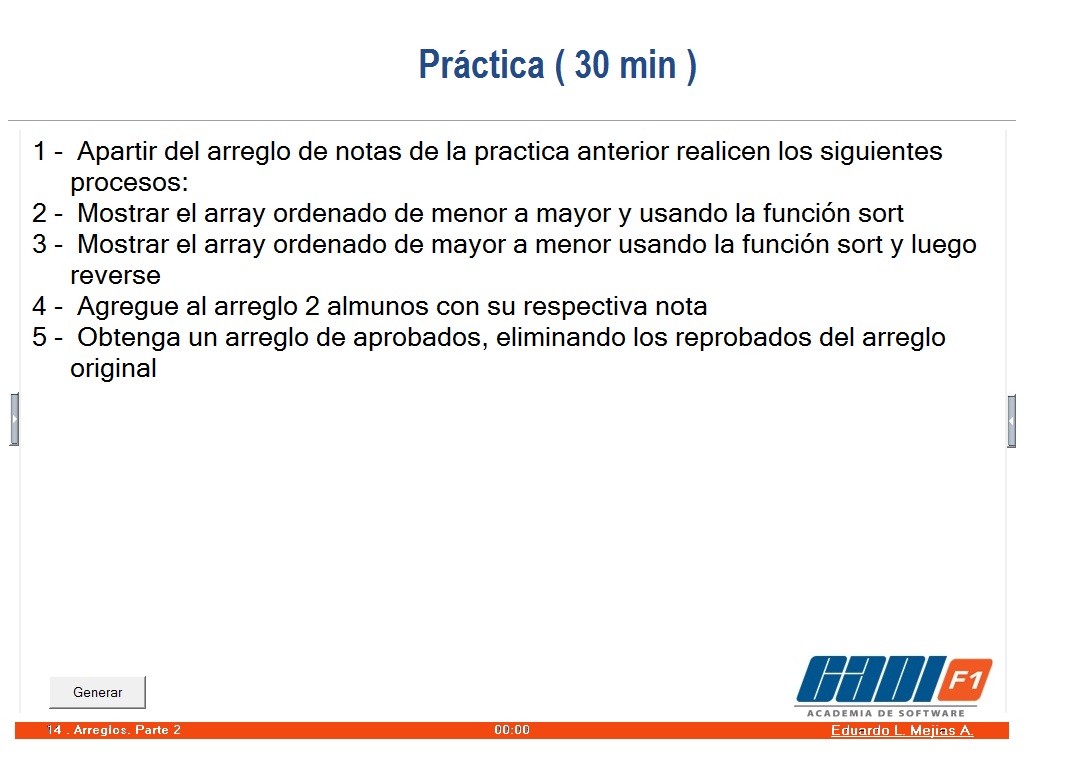 Práctica ( 30 min )
1 -  Apartir del arreglo de notas de la practica anterior realicen los siguientes
procesos:
2 -  Mostrar el array ordenado de menor a mayor y usando la función sort
3 -  Mostrar el array ordenado de mayor a menor usando la función sort y luego
reverse
4 -  Agregue al arreglo 2 almunos con su respectiva nota
5 -  Obtenga un arreglo de aprobados, eliminando los reprobados del arreglo
original
Generar
CADI F1
ACADEMIA DE SOFTWARE
14 . Arreglos. Parte 2
00:00
Eduardo L. Mejías A.